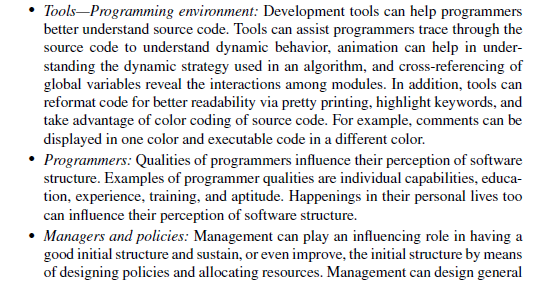 • Tools—Programming environment: Development tools can help programmers
better understand source code. Tools can assist programmers trace through the
source code to understand dynamic behavior, animation can help in under-
standing the dynamic strategy used in an algorithm, and cross-referencing of
global variables reveal the interactions among modules. In addition, tools can
reformat code for better readability via pretty printing, highlight keywords, and
take advantage of color coding of source code. For example, comments can be
displayed in one color and executable code in a different color.
• Programmers: Qualities of programmers influence their perception of software
structure. Examples of programmer qualities are individual capabilities, educa-
tion, experience, training, and aptitude. Happenings in their personal lives too
can influence their perception of software structure.
• Managers and policies: Management can play an influencing role in having a
good initial structure and sustain, or even improve, the initial structure by means
of designing policies and allocating resources. Management can design general